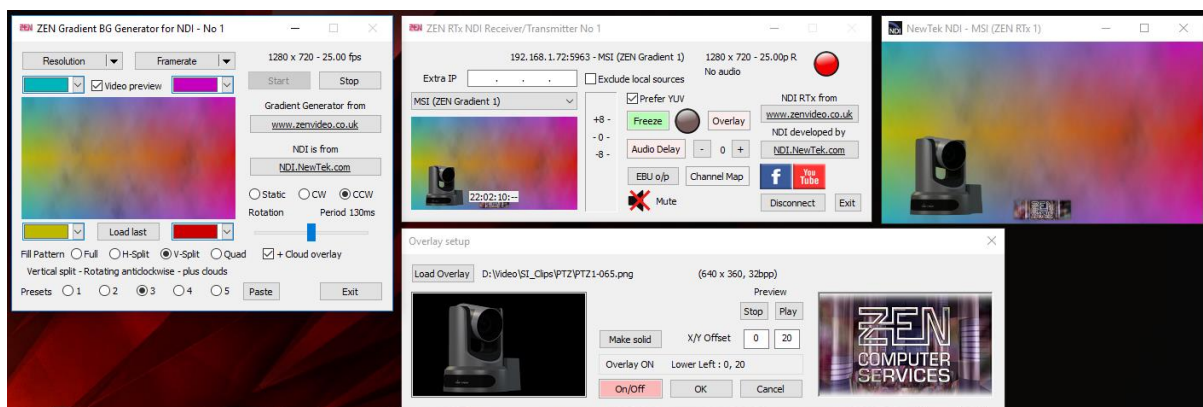 ZEN Gradient BG Generator for NDI - No 1
Resolution
Framerate
1280 x 720 - 25.00 fps
Video preview
Start
Stop
Gradient Generator from
www.zenvideo.co.uk
NDI is from
NDI.NewTek.com
Static
CW
CCW
Rotation
Period 130ms
Load last
Fill Pattern
Full
H-Split
V-Split
Quad
+ Cloud overlay
Vertical split - Rotating anticlockwise - plus clouds
Presets
1
2
3
4
5
Paste
Exit
ZEN RTx NDI Receiver/Transmitter No 1
192.168.1.72:5963 - MSI (ZEN Gradient 1)
1280 x 720 - 25.00p R
No audio
Extra IP
. . .
Exclude local sources
MSI (ZEN Gradient 1)
22:02:10:--
+8 -
- 0 -
-8 -
Prefer YUV
Freeze
Overlay
Audio Delay
-
0
+
EBU o/p
Channel Map
Mute
NDI RTx from
www.zenvideo.co.uk
NDI developed by
NDI.NewTek.com
f
You
Tube
Disconnect
Exit
NDI
NewTek NDI - MSI (ZEN RTx 1)
Overlay setup
Load Overlay
D:\Video\SI_Clips\PTZ\PTZ1-065.png
(640 x 360, 32bpp)
Preview
Stop
Play
Make solid
X/Y Offset
0
20
Overlay ON
Lower Left : 0, 20
On/Off
OK
Cancel
ZEN
COMPUTER
SERVICES